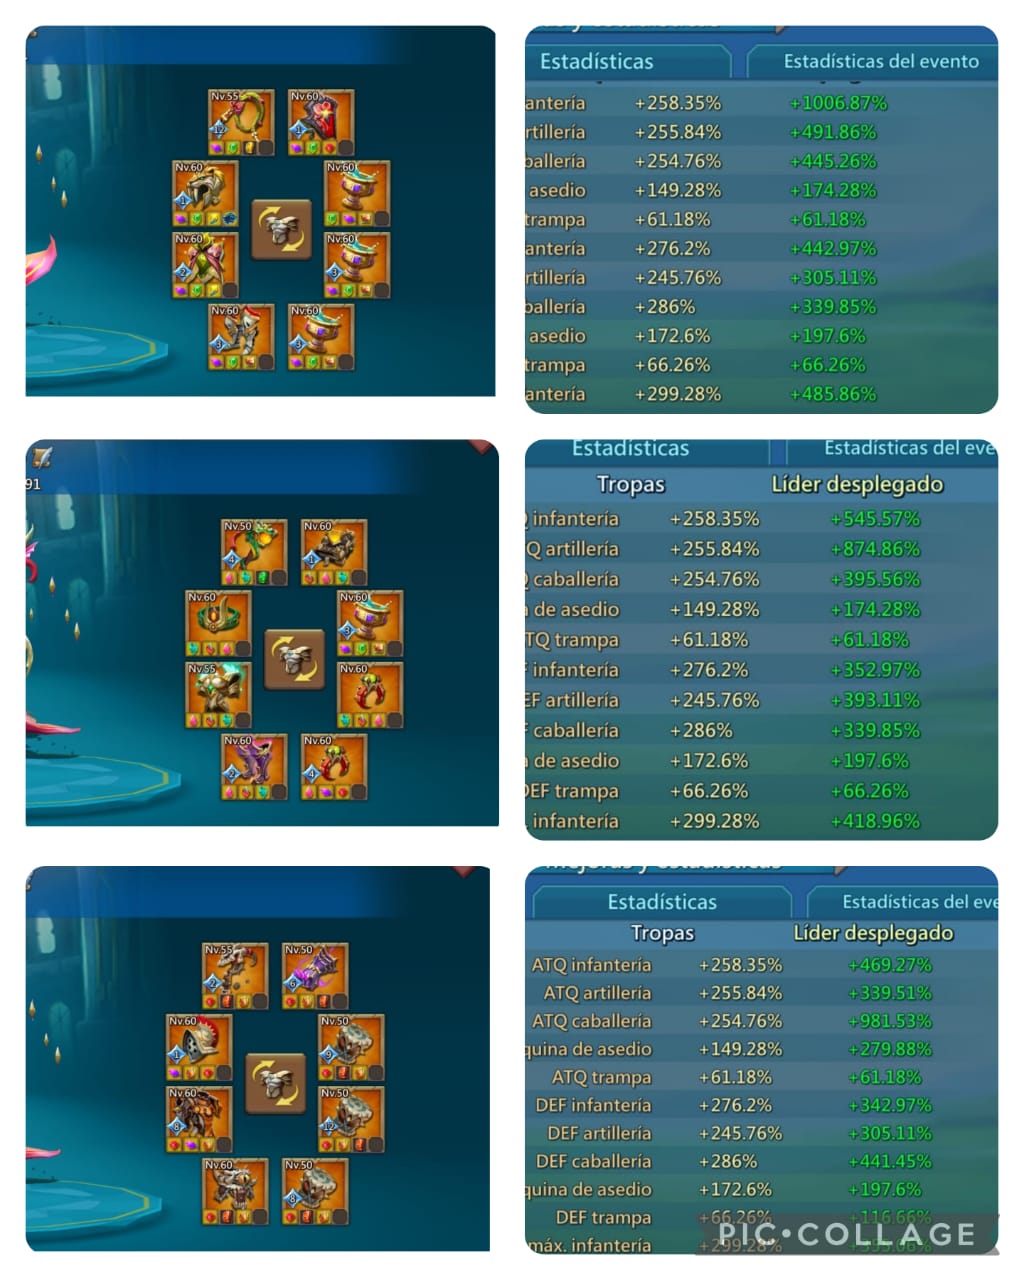 Nv.55
12
Nv.60
1
Nv.60
1
Nv.60
Nv.60
2
Nv.60
3
Nv.60
3
Nv.60
3
y estadísticas
Estadísticas
Estadísticas del evento
antería +258.35% +1006.87%
rtillería +255.84% +491.86%
ballería +254.76% +445.26%
asedio +149.28% +174.28%
trampa +61.18% +61.18%
antería +276.2% +442.97%
rtillería +245.76% +305.11%
ballería +286% +339.85%
asedio +172.6% +197.6%
trampa +66.26% +66.26%
antería +299.28% +485.86%
91
Nv.50
4
Nv.60
1
Nv.60
Nv.60
3
Nv.55
Nv.60
Nv.60
2
Nv.60
4
Estadísticas
Estadísticas del eve
Tropas Líder desplegado
Q infantería +258.35% +545.57%
Q artillería +255.84% +874.86%
Q caballería +254.76% +395.56%
a de asedio +149.28% +174.28%
TQ trampa +61.18% +61.18%
F infantería +276.2% +352.97%
EF artillería +245.76% +393.11%
F caballería +286% +339.85%
a de asedio +172.6% +197.6%
DEF trampa +66.26% +66.26%
infantería +299.28% +418.96%
Nv.55
2
Nv.50
6
Nv.60
1
Nv.50
9
Nv.60
8
Nv.50
12
Nv.60
Nv.50
8
Mejoras y estadísticas
Estadísticas
Estadísticas del eve
Tropas Líder desplegado
ATQ infantería +258.35% +469.27%
ATQ artillería +255.84% +339.51%
ATQ caballería +254.76% +981.53%
quina de asedio +149.28% +279.88%
ATQ trampa +61.18% +61.18%
DEF infantería +276.2% +342.97%
DEF artillería +245.76% +305.11%
DEF caballería +286% +441.45%
quina de asedio +172.6% +197.6%
DEF trampa +66.26% +116.66%
máx. infantería +299.28%
PIC•COLLAGE